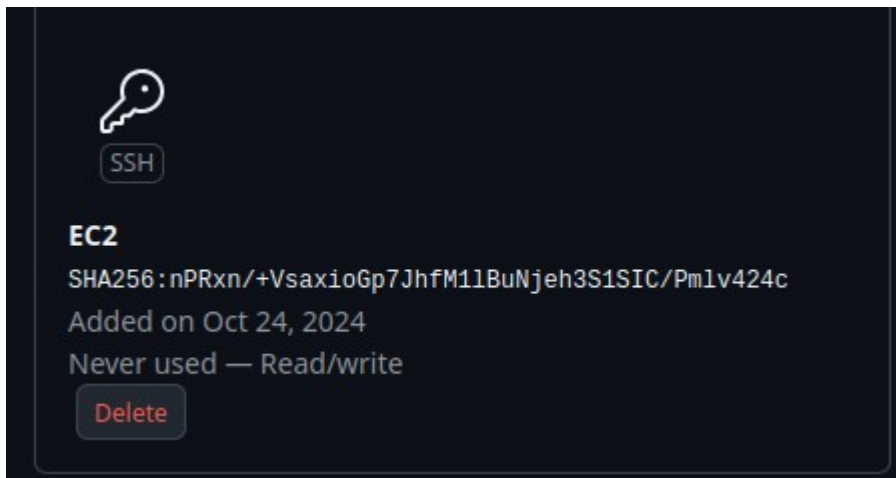 SSH
EC2
SHA256:nPRxn/+VsaxioGp7JhfM1lBuNjeh3S1SIC/Pmlv424c
Added on Oct 24, 2024
Never used — Read/write
Delete